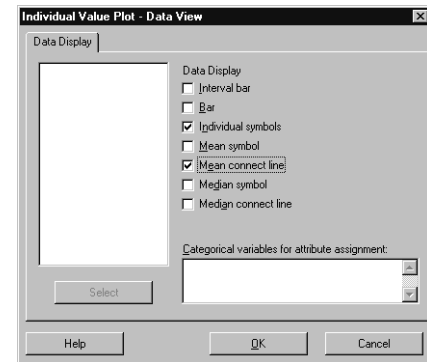 Individual Value Plot - Data View
Data Display
Data Display
Interval bar
Bar
Individual symbols
Mean symbol
Mean connect line
Median symbol
Median connect line
Categorical variables for attribute assignment:
Select
Help
OK
Cancel